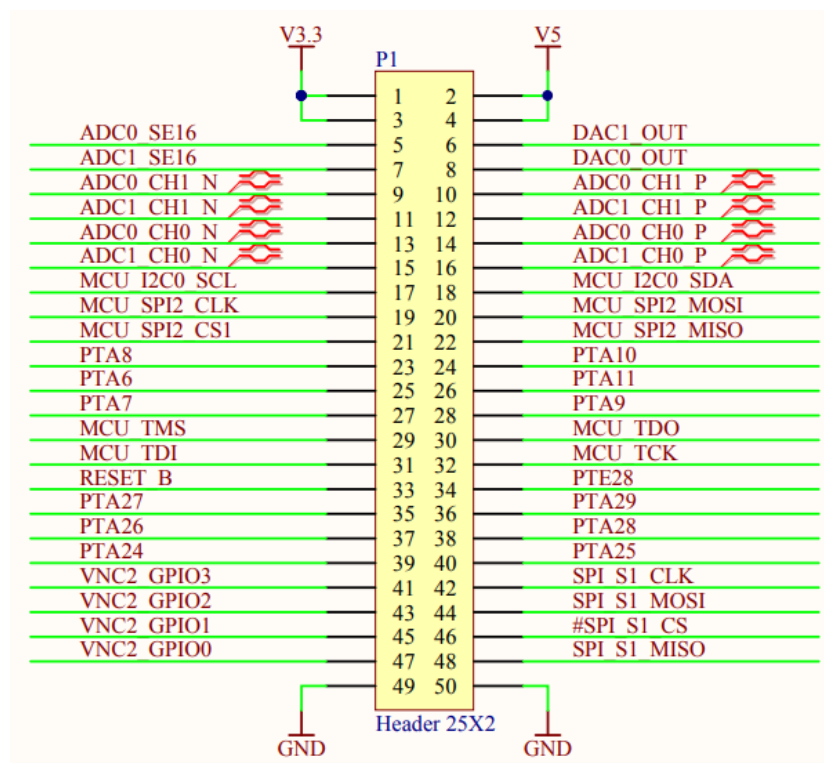 V3.3 V5
P1
1 2
3 4
ADC0_SE16 5 6 DAC1_OUT
ADC1_SE16 7 8 DAC0_OUT
ADC0_CH1_N 9 10 ADC0_CH1_P
ADC1_CH1_N 11 12 ADC1_CH1_P
ADC0_CH0_N 13 14 ADC0_CH0_P
ADC1_CH0_N 15 16 ADC1_CH0_P
MCU_I2C0_SCL 17 18 MCU_I2C0_SDA
MCU_SPI2_CLK 19 20 MCU_SPI2_MOSI
MCU_SPI2_CS1 21 22 MCU_SPI2_MISO
PTA8 23 24 PTA10
PTA6 25 26 PTA11
PTA7 27 28 PTA9
MCU_TMS 29 30 MCU_TDO
MCU_TDI 31 32 MCU_TCK
RESET_B 33 34 PTE28
PTA27 35 36 PTA29
PTA26 37 38 PTA28
PTA24 39 40 PTA25
VNC2_GPIO3 41 42 SPI_S1_CLK
VNC2_GPIO2 43 44 SPI_S1_MOSI
VNC2_GPIO1 45 46 #SPI_S1_CS
VNC2_GPIO0 47 48 SPI_S1_MISO
49 50
Header 25X2
GND GND